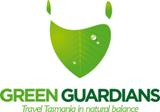 GREEN GUARDIANS
Travel Tasmania in natural balance